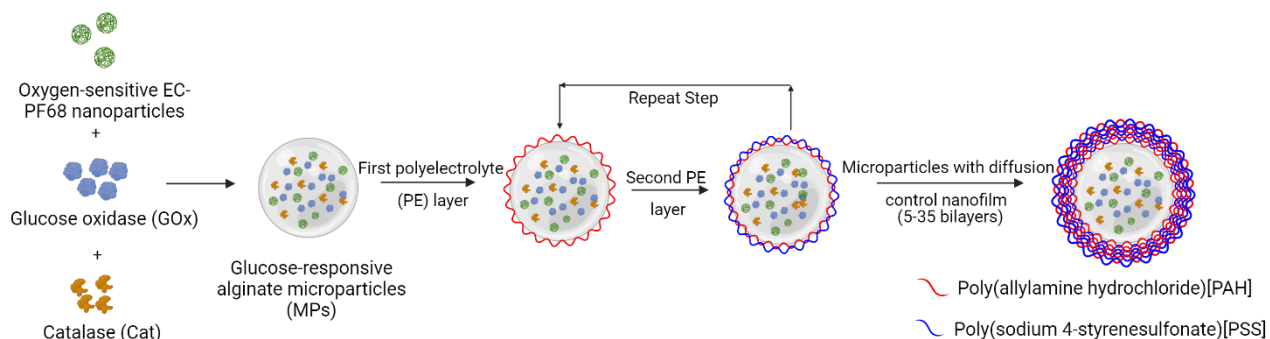 Oxygen-sensitive EC-
PF68 nanoparticles
+
Glucose oxidase (GOx)
+
Catalase (Cat)
Glucose-responsive
alginate microparticles
(MPs)
First polyelectrolyte
(PE) layer
Repeat Step
Second PE
layer
Microparticles with diffusion
control nanofilm
(5-35 bilayers)
Poly(allylamine hydrochloride)[PAH]
Poly(sodium 4-styrenesulfonate)[PSS]